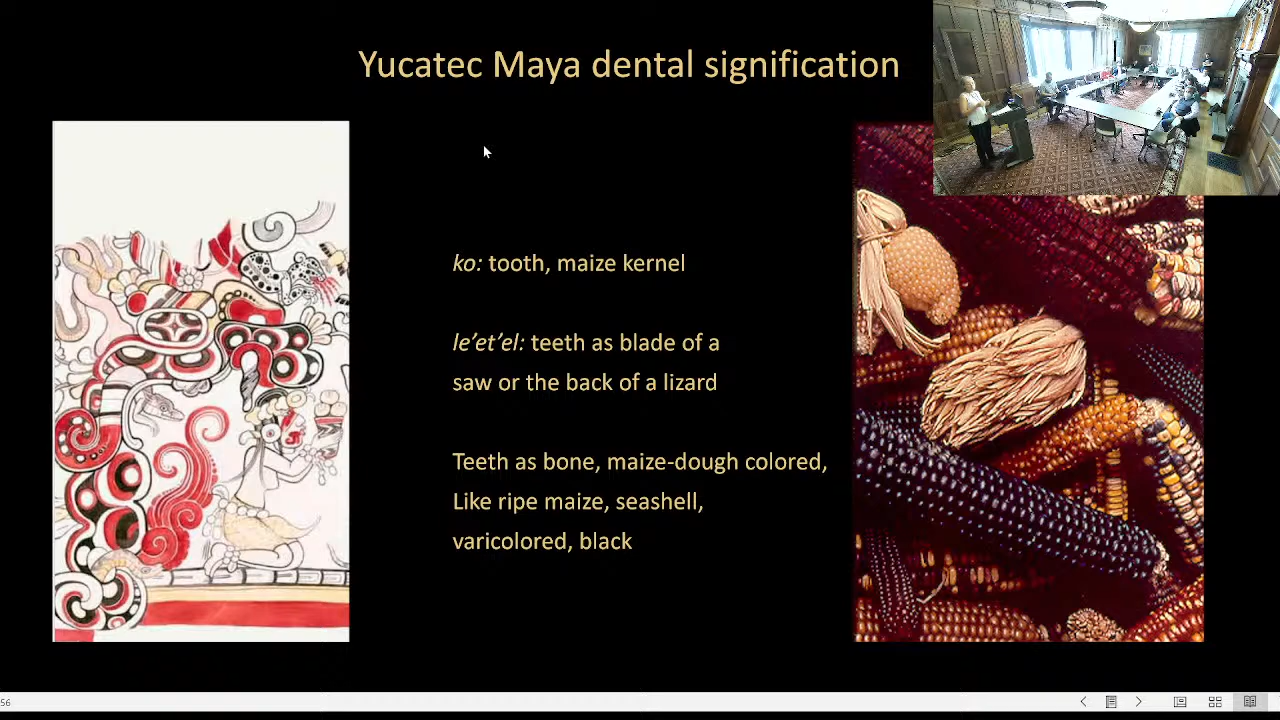 Yucatec Maya dental signification
ko: tooth, maize kernel
le’et’el: teeth as blade of a
saw or the back of a lizard
Teeth as bone, maize-dough colored,
Like ripe maize, seashell,
varicolored, black
56